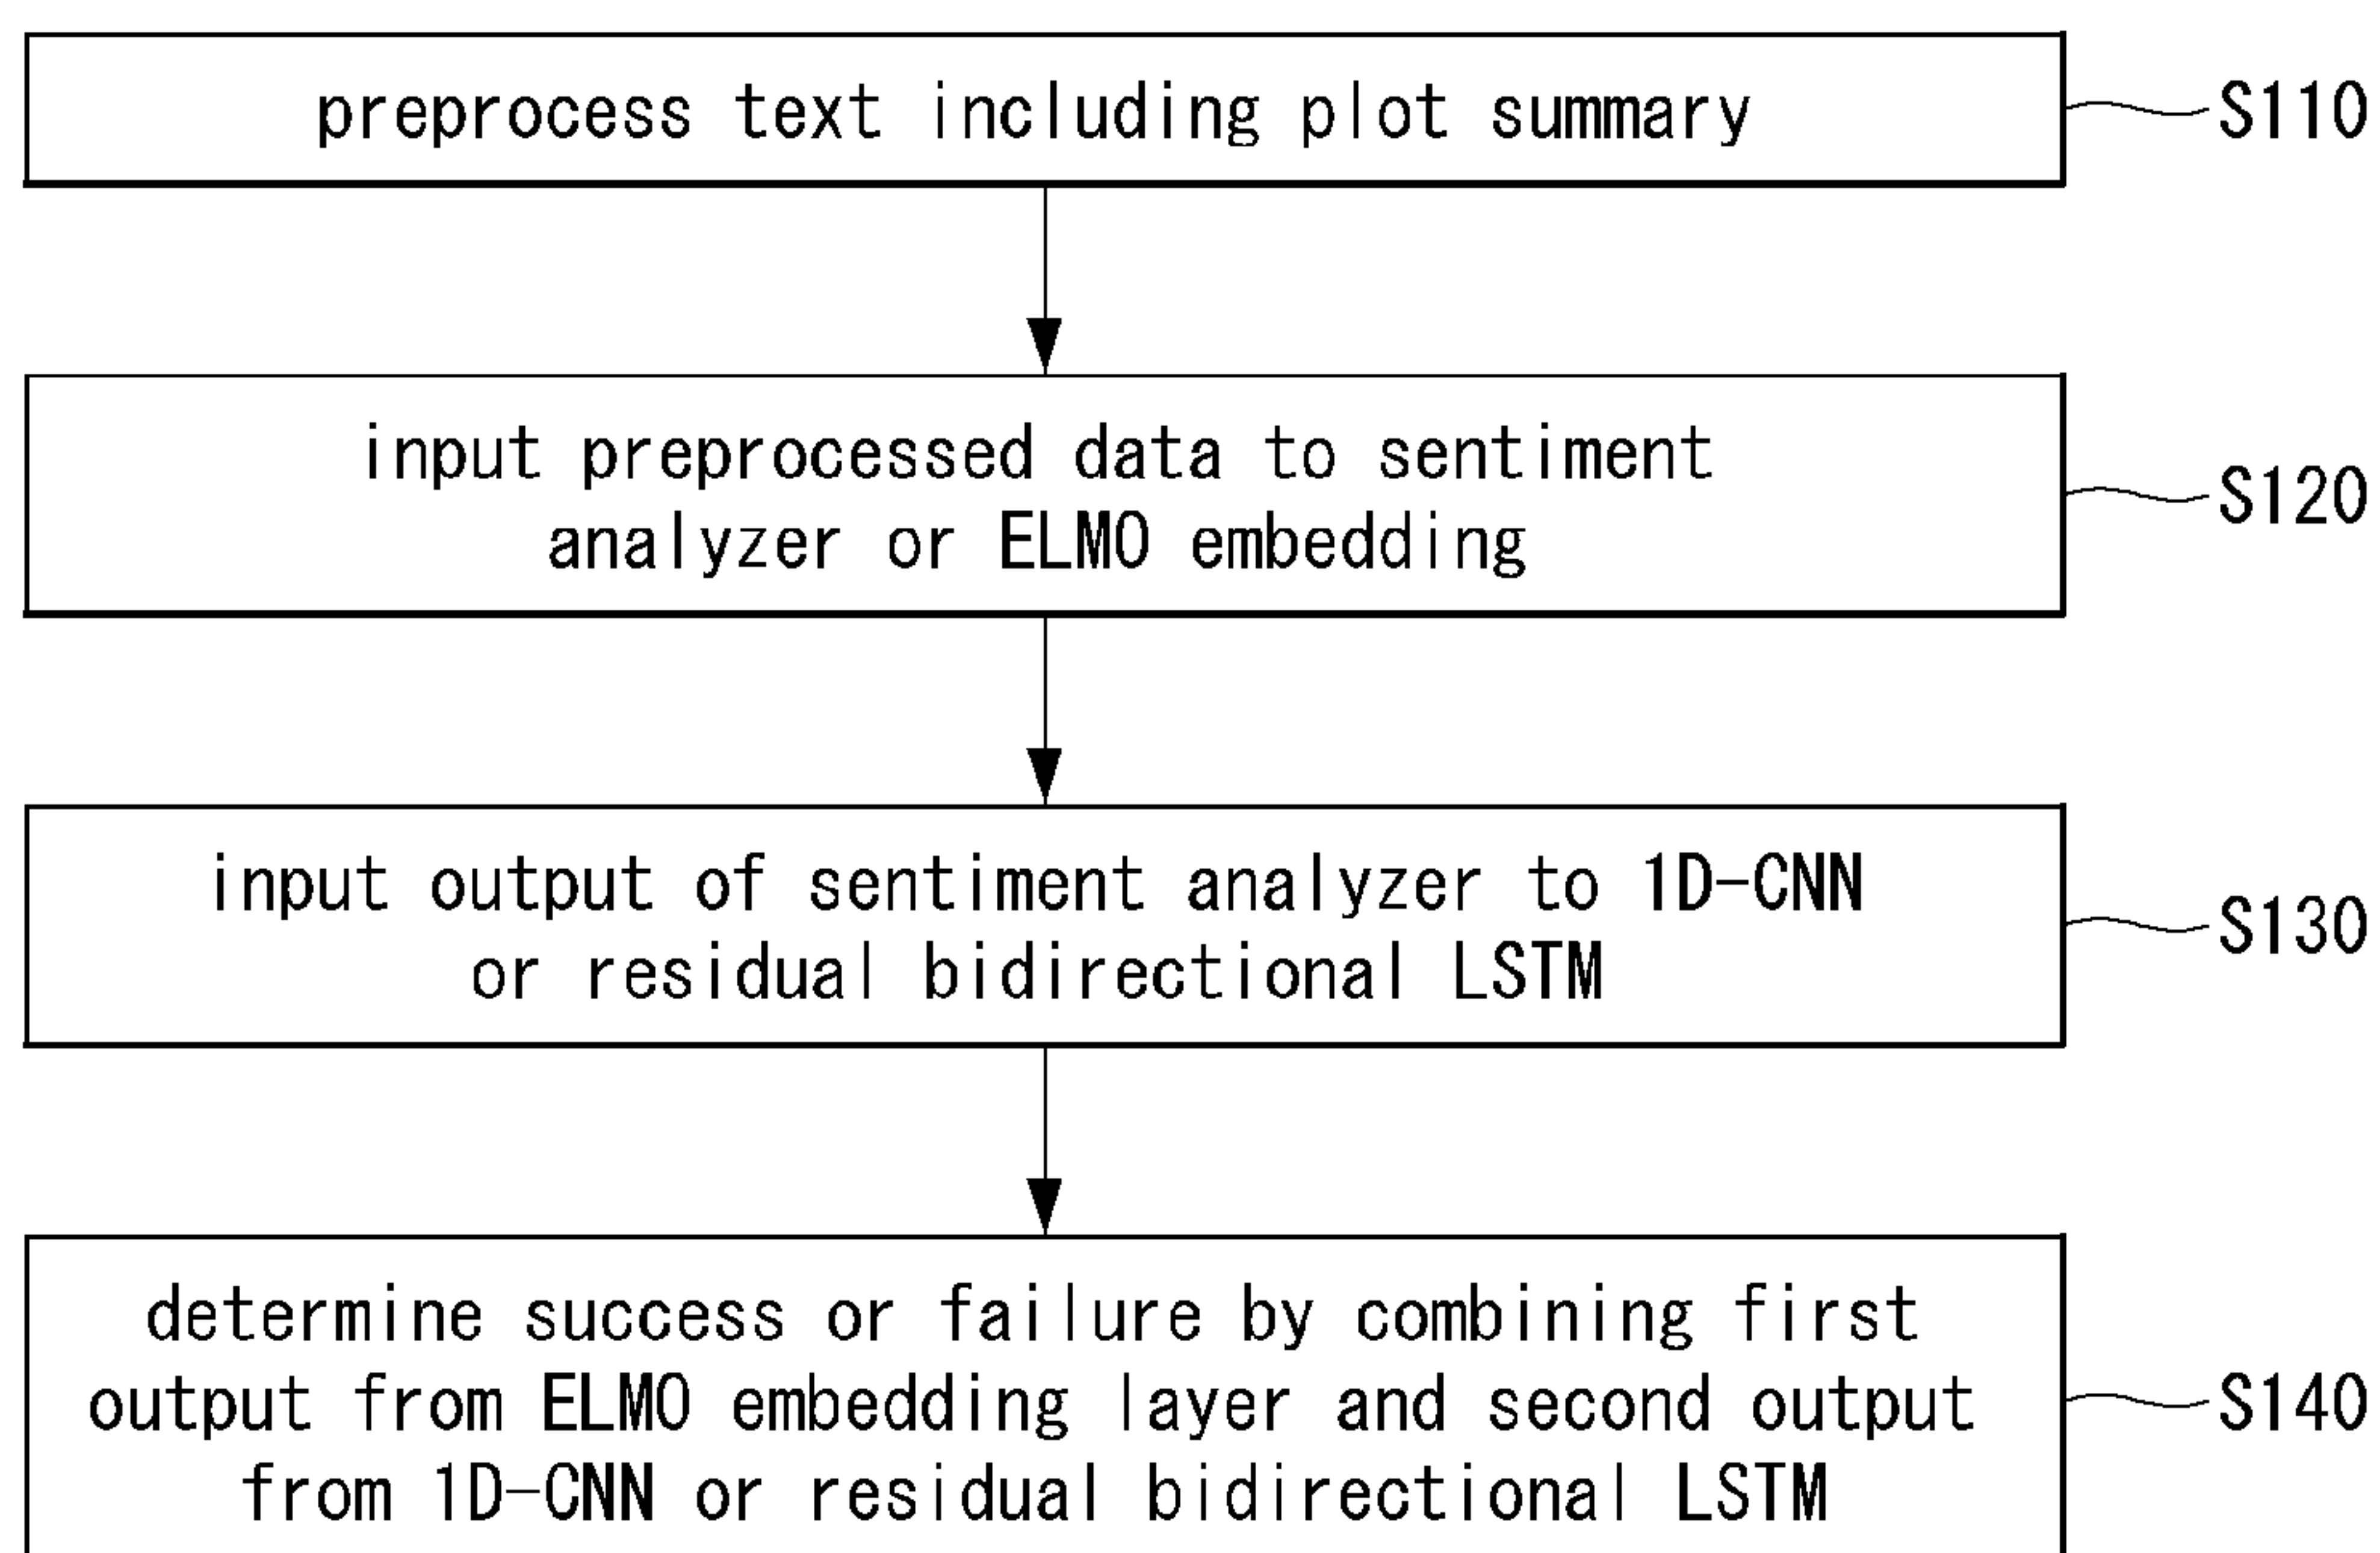 preprocess text including plot summary
S110
input preprocessed data to sentiment
analyzer or ELMO embedding
S120
input output of sentiment analyzer to 1D-CNN
or residual bidirectional LSTM
S130
determine success or failure by combining first
output from ELMO embedding layer and second output
from 1D-CNN or residual bidirectional LSTM
S140